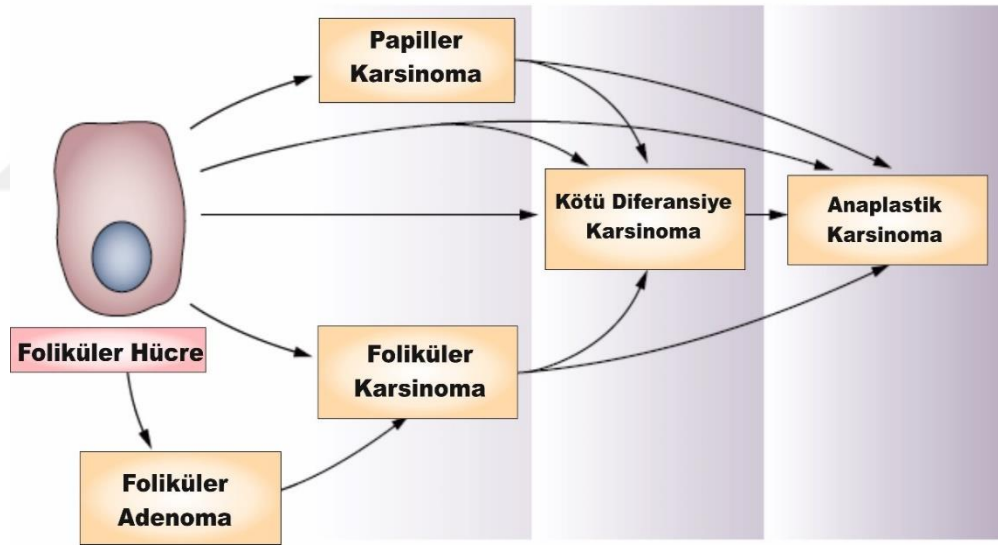 Papiller
Karsinoma
Kötü Diferansiye
Karsinoma
Anaplastik
Karsinoma
Foliküler Hücre
Foliküler
Karsinoma
Foliküler
Adenoma